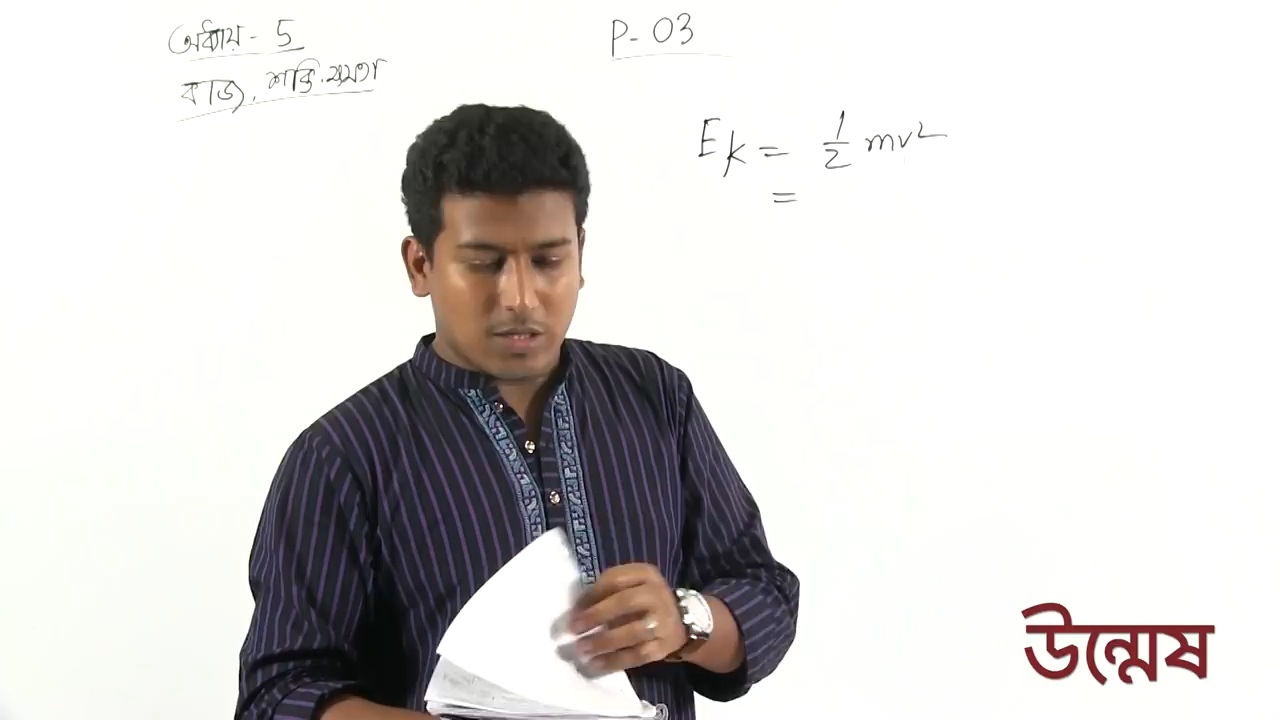 অধ্যায় - 5
কাজ, শক্তি, ক্ষমতা
P- 03
Ek = 1/2 mv²
=
উন্মেষ